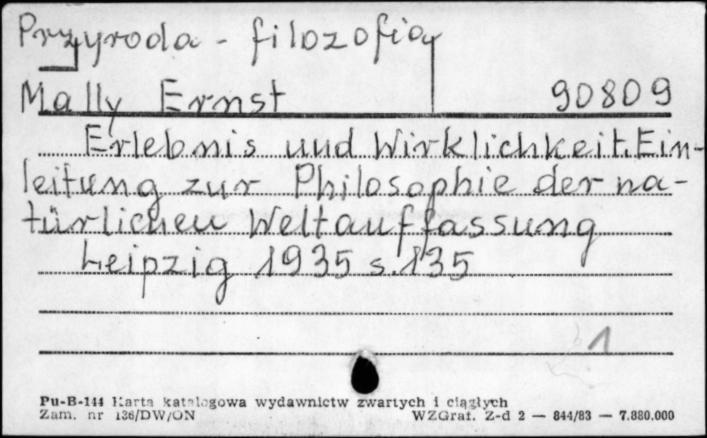 Przyroda - filozofia
Mally Ernst 90809
Erlebnis und Wirklichkeit. Ein-
leitung zur Philosophie der na-
türlichen Weltauffassung
Leipzig 1935 s. 135
1
Pu-B-144 Karta katalogowa wydawnictw zwartych i ciągłych
Zam. nr 136/DW/ON WZGraf. Z-d 2 — 844/83 — 7.880.000